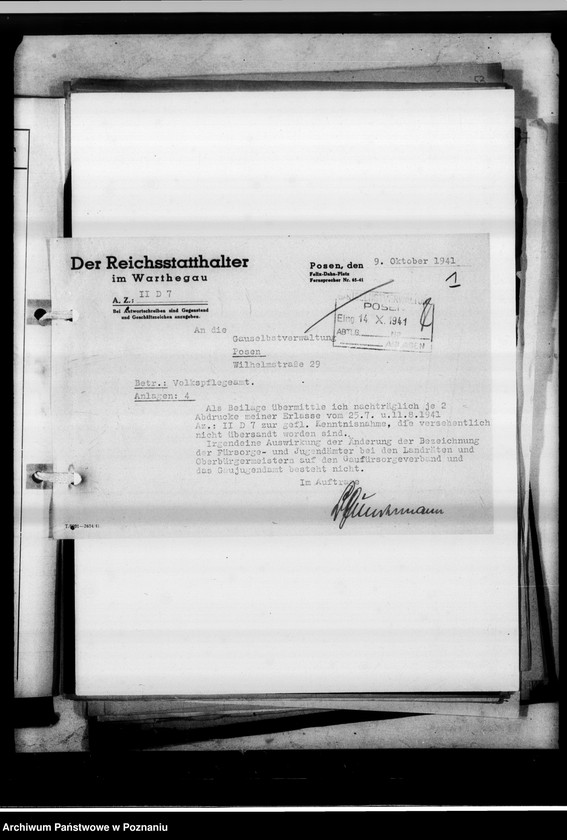 Der Reichsstatthalter
im Warthegau
A. Z.: II D 7
Bei Antwortschreiben sind Gegenstand
und Geschäftszeichen anzugeben.
Posen, den 9. Oktober 1941
Felix-Dahn-Platz
Fernsprecher Nr.
1
POSEN
Eing 14. X. 1941
ABTLG
An die
Gauselbstverwaltung
Posen
Wilhelmstraße 29
Betr.: Volkspflegeamt.
Anlagen: 4
Als Beilage übermittle ich nachträglich je 2
Abdrucke meiner Erlasse vom 25.7. u.11.8.1941
Az.: II D 7 zur gefl. Kenntnisnahme, die versehentlich
nicht übersandt worden sind.
Irgendeine Auswirkung der Änderung der Bezeichnung
der Fürsorge- und Jugendämter bei den Landräten und
Oberbürgermeistern auf den Gaufürsorgeverband und
das Gaujugendamt besteht nicht.
Im Auftrage
Archiwum Państwowe w Poznaniu